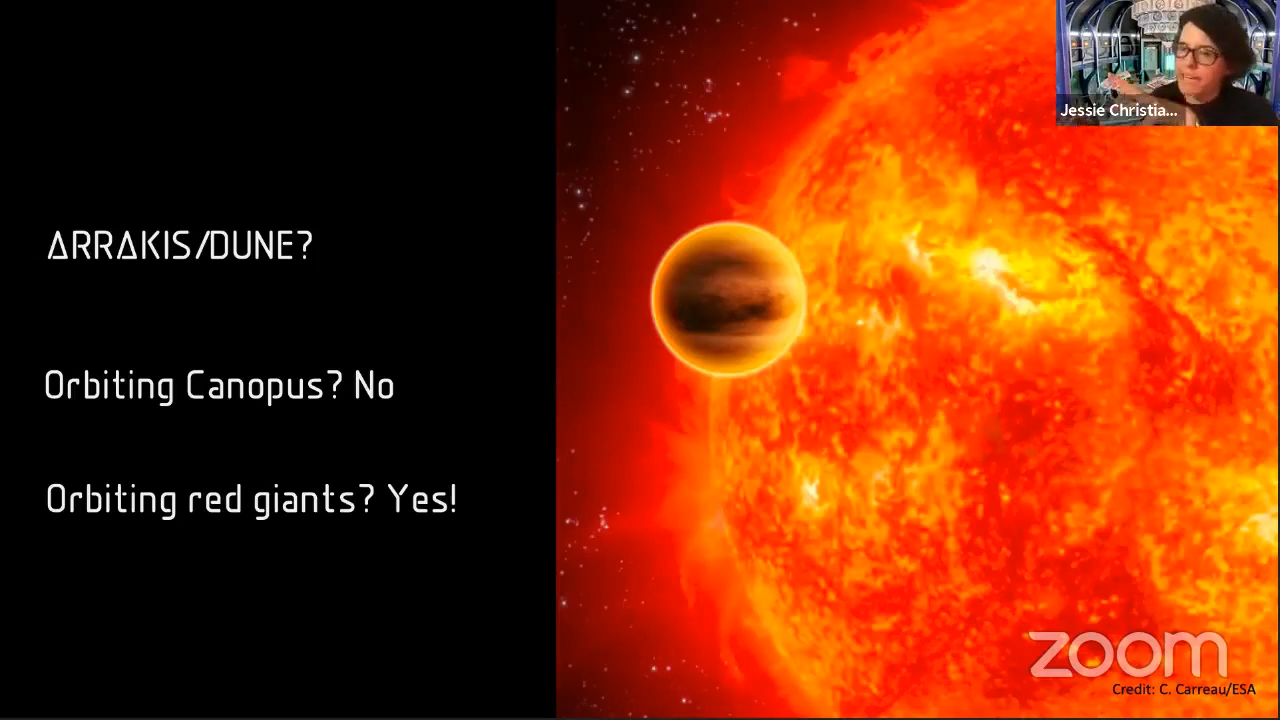 Jessie Christia...
ARRAKIS/DUNE?
Orbiting Canopus? No
Orbiting red giants? Yes!
zoom
Credit: C. Carreau/ESA